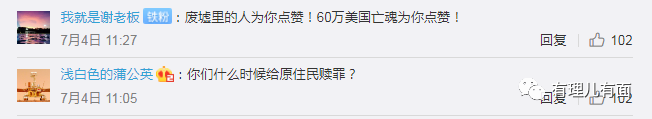 我就是谢老板 铁粉：废墟里的人为你点赞！60万美国亡魂为你点赞！
7月4日 11:27 回复 102
浅白色的蒲公英：你们什么时候给原住民赎罪？
7月4日 11:05 回复 102
有理儿有面